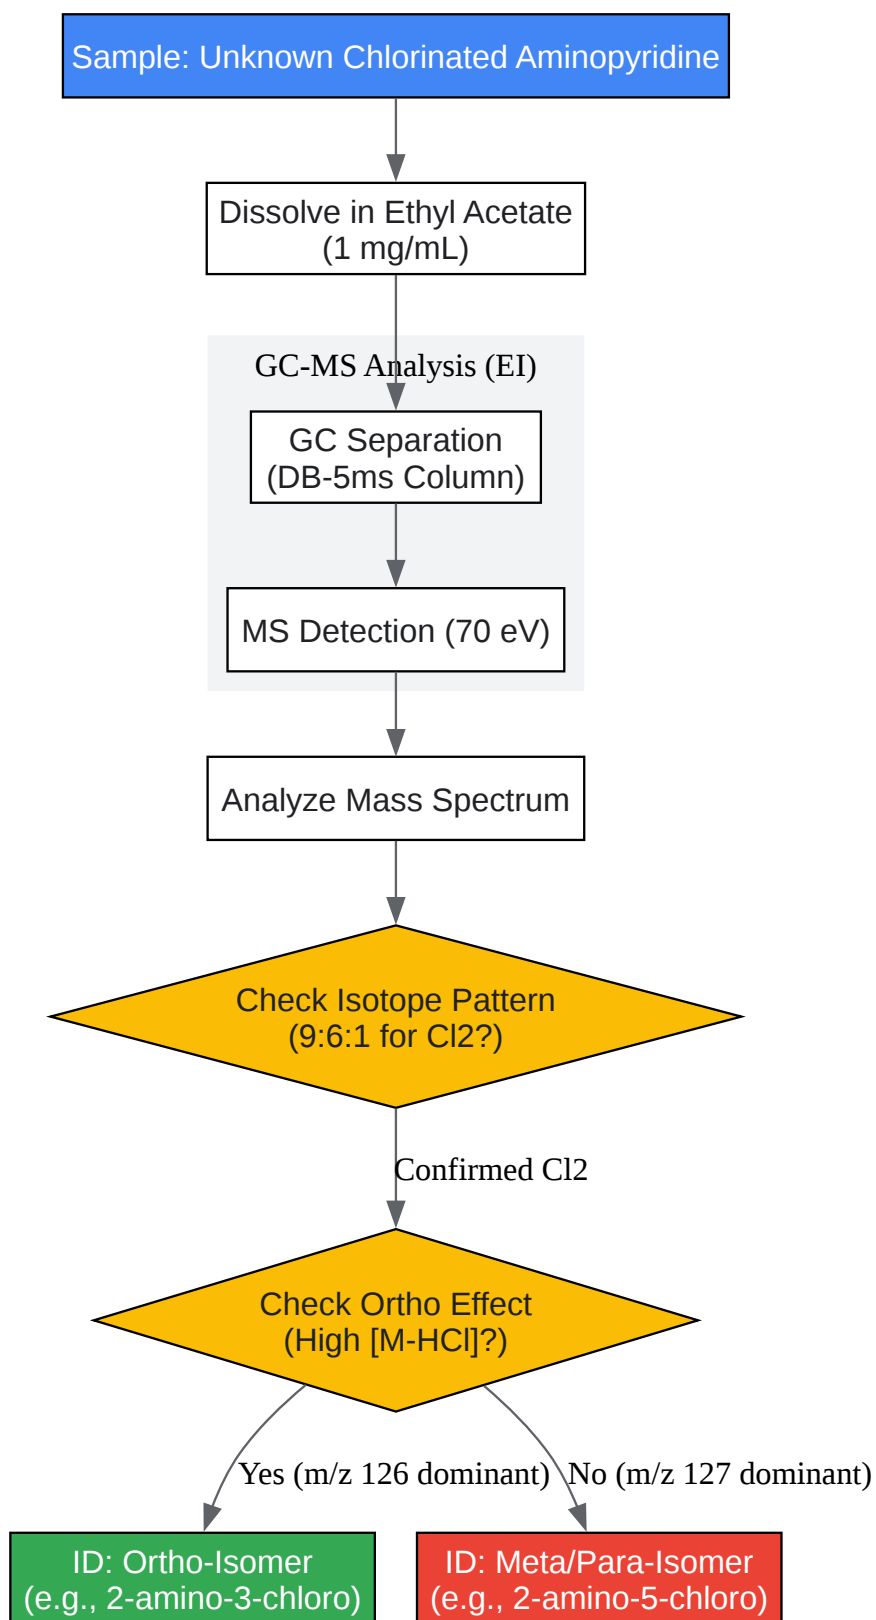 Sample: Unknown Chlorinated Aminopyridine
Dissolve in Ethyl Acetate
(1 mg/mL)
GC-MS Analysis (EI)
GC Separation
(DB-5ms Column)
MS Detection (70 eV)
Analyze Mass Spectrum
Check Isotope Pattern
(9:6:1 for Cl2?)
Confirmed Cl2
Check Ortho Effect
(High [M-HCl]?)
Yes (m/z 126 dominant)
No (m/z 127 dominant)
ID: Ortho-Isomer
(e.g., 2-amino-3-chloro)
ID: Meta/Para-Isomer
(e.g., 2-amino-5-chloro)